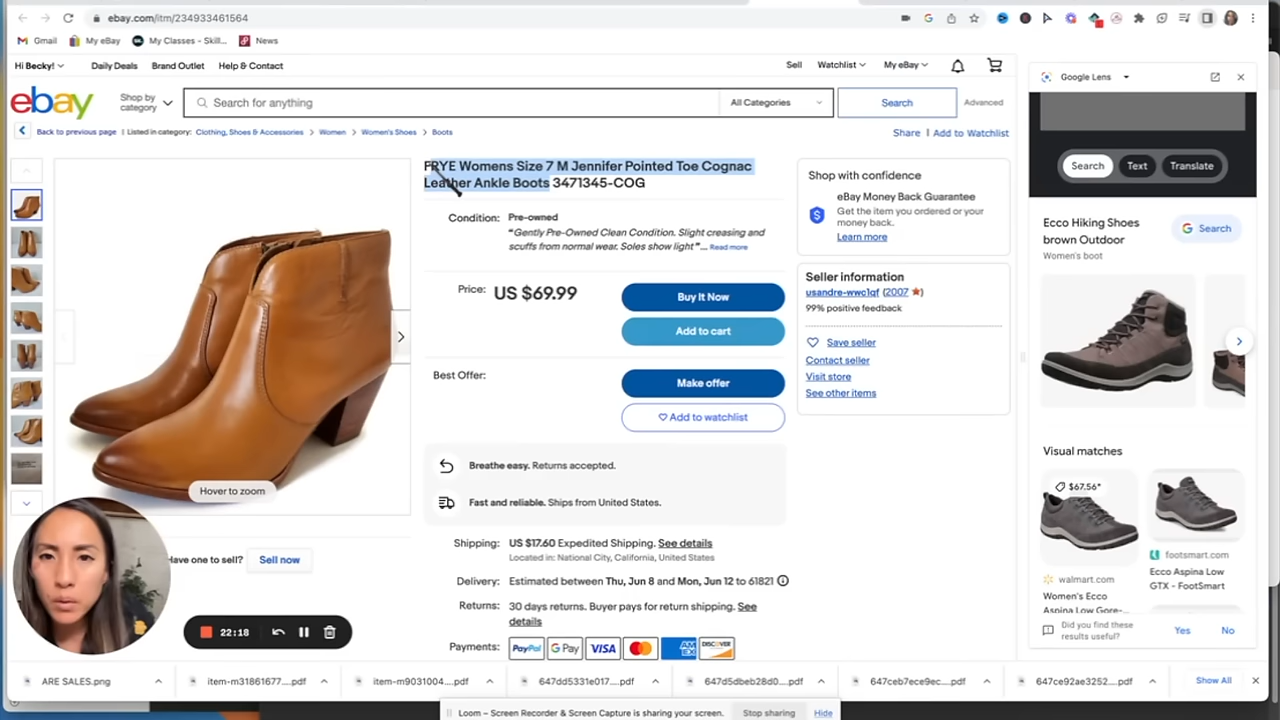 ebay.com/itm/234933461564
Gmail
My eBay
My Classes - Skill...
News
Hi Becky!
Daily Deals
Brand Outlet
Help & Contact
Sell
Watchlist
My eBay
ebay
Shop by category
Search for anything
All Categories
Search
Advanced
Back to previous page | Listed in category: Clothing, Shoes & Accessories > Women > Women's Shoes > Boots
Share | Add to Watchlist
FRYE Womens Size 7 M Jennifer Pointed Toe Cognac
Leather Ankle Boots 3471345-COG
Condition: Pre-owned
"Gently Pre-Owned Clean Condition. Slight creasing and
scuffs from normal wear. Soles show light"... Read more
Price: US $69.99
Buy It Now
Add to cart
Best Offer:
Make offer
Add to watchlist
Breathe easy. Returns accepted.
Fast and reliable. Ships from United States.
Shipping: US $17.60 Expedited Shipping. See details
Located in: National City, California, United States
Delivery: Estimated between Thu, Jun 8 and Mon, Jun 12 to 61821
Returns: 30 days returns. Buyer pays for return shipping. See
details
Payments: PayPal G Pay VISA AMEX DISCOVER
Hover to zoom
Have one to sell? Sell now
22:18
Shop with confidence
eBay Money Back Guarantee
Get the item you ordered or your
money back.
Learn more
Seller information
usandre-wwc1qf (2007)
99% positive feedback
Save seller
Contact seller
Visit store
See other items
Google Lens
Search
Text
Translate
Ecco Hiking Shoes
brown Outdoor
Women's boot
Search
Visual matches
$67.56*
walmart.com
Women's Ecco
Aspina Low Gore-...
footsmart.com
Ecco Aspina Low
GTX - FootSmart
Did you find these
results useful?
Yes
No
ARE SALES.png
item-m31861677....pdf
item-m9031004....pdf
647dd5331e017....pdf
647d5dbeb28d0....pdf
647ceb7ece9ec....pdf
647ce92ae3252....pdf
Show All
Loom – Screen Recorder & Screen Capture is sharing your screen.
Stop sharing
Hide